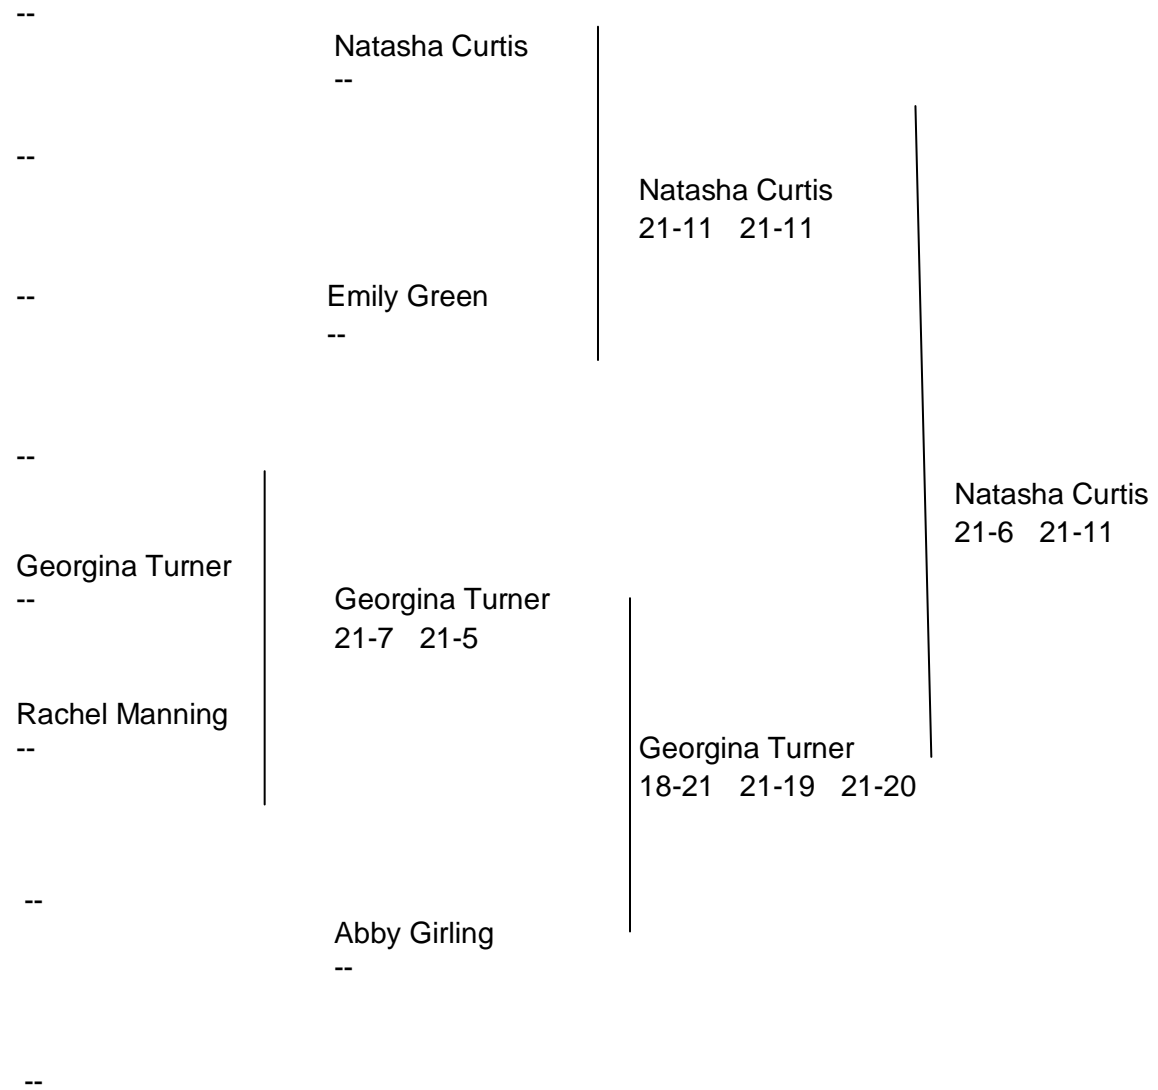 --
Natasha Curtis
--
--
Natasha Curtis
21-11 21-11
--
Emily Green
--
--
Natasha Curtis
21-6 21-11
Georgina Turner
--
Georgina Turner
21-7 21-5
Rachel Manning
--
Georgina Turner
18-21 21-19 21-20
--
Abby Girling
--
--